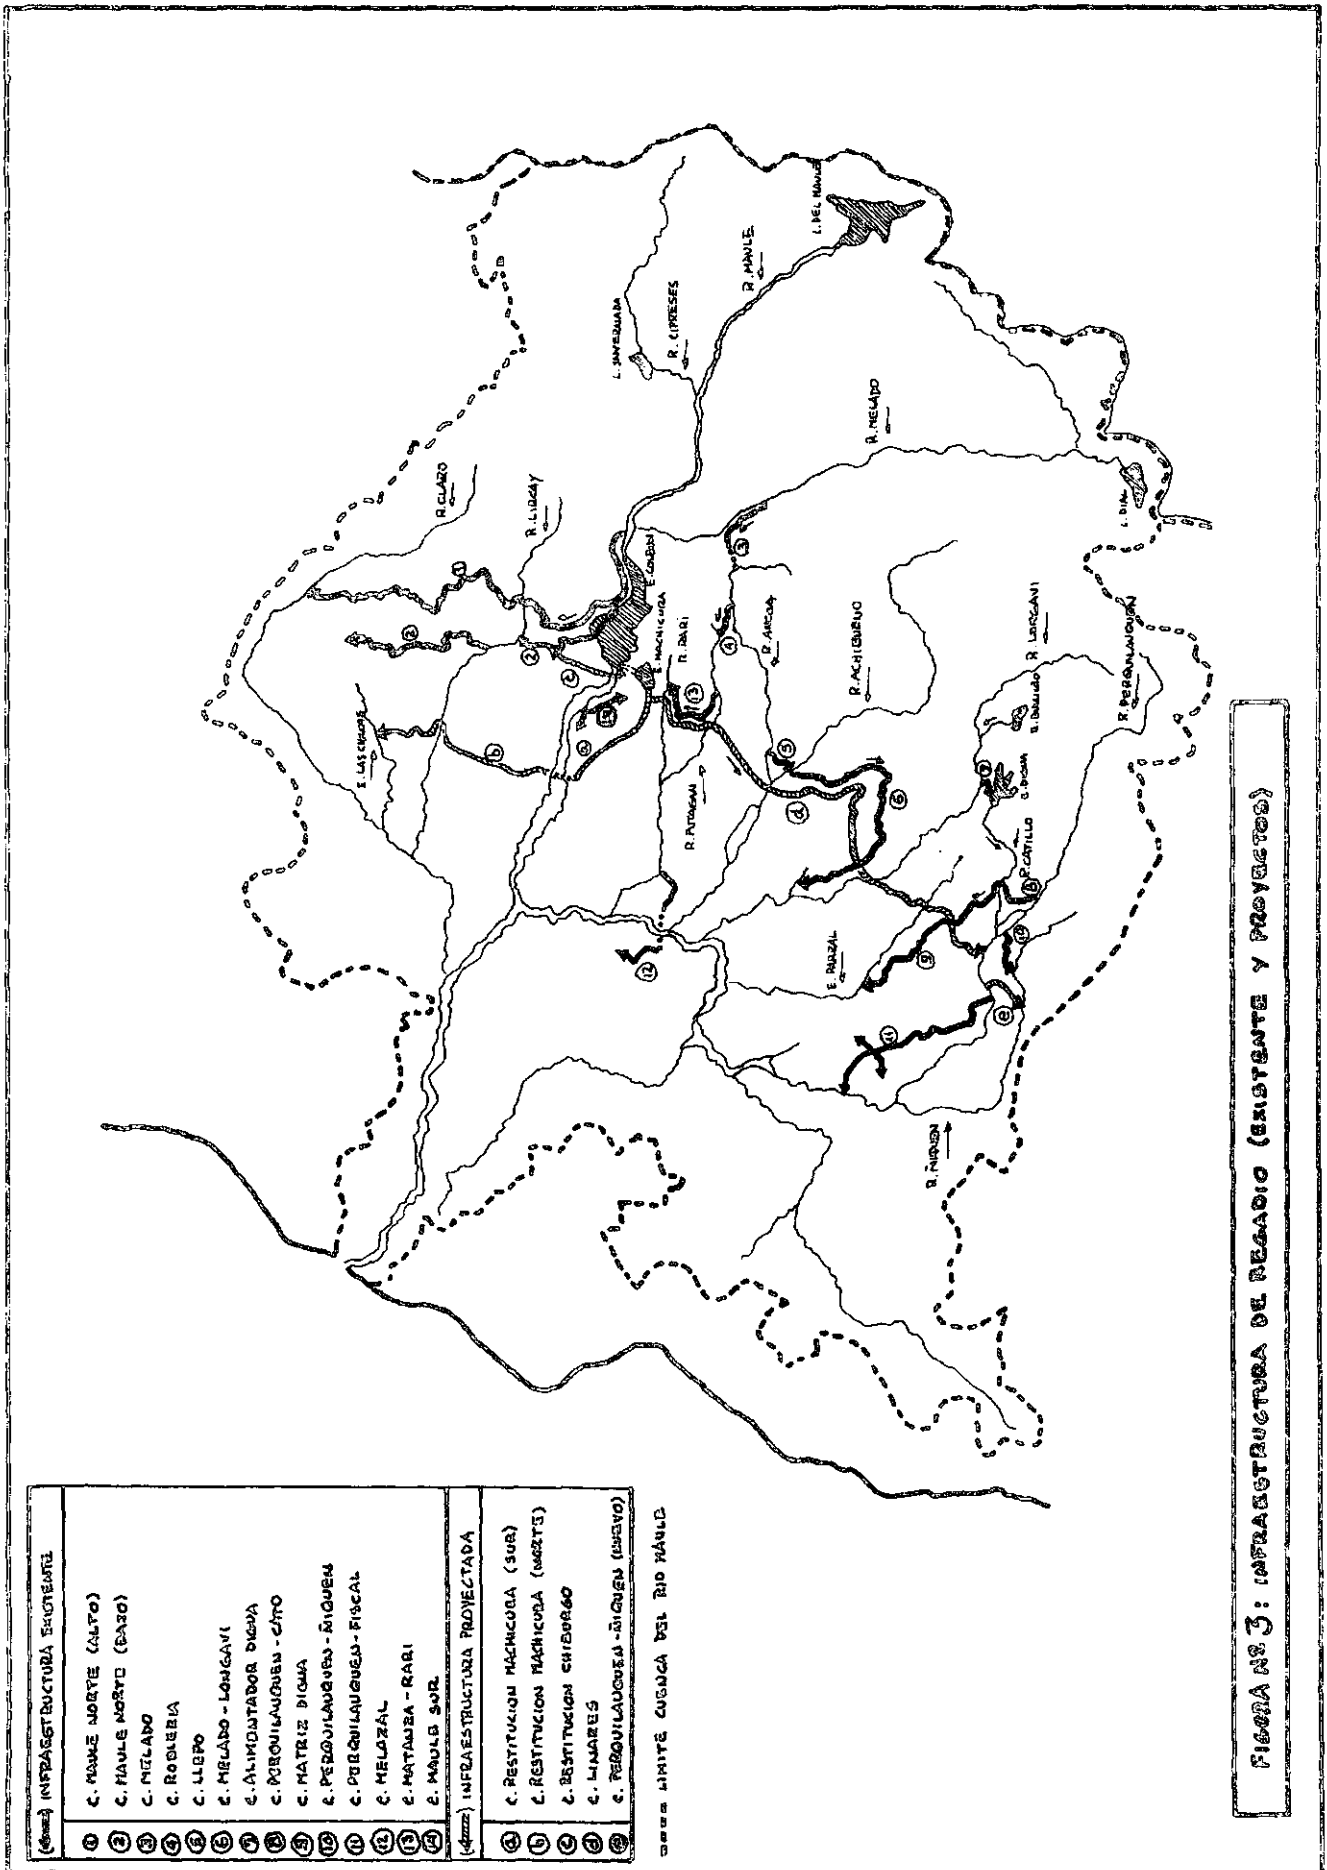 INFRAESTRUCTURA EXISTENTE
① C. MAULE NORTE (ALTO)
② C. MAULE NORTE (BAJO)
③ C. MELADO
④ C. ROBLERIA
⑤ C. LLEPO
⑥ C. MELADO - LONGAVI
⑦ C. ALIMENTADOR DIGUA
⑧ C. PERQUILAUQUEN - CATO
⑨ C. MATRIZ DIGUA
⑩ C. PERQUILAUQUEN - ÑIQUEN
⑪ C. PERQUILAUQUEN - FISCAL
⑫ C. MELOZAL
⑬ C. MATANZA - RARI
⑭ C. MAULE SUR
INFRAESTRUCTURA PROYECTADA
ⓐ C. RESTITUCION MACHICURA (SUR)
ⓑ C. RESTITUCION MACHICURA (NORTE)
ⓒ C. RESTITUCION CHIBURGO
ⓓ C. LINARES
ⓔ C. PERQUILAUQUEN - ÑIQUEN (NUEVO)
LIMITE CUENCA DEL RIO MAULE
R. CLARO
R. LIRCAY
E. LAS CHILCAS
L. INVERNADA
R. CIPRESES
R. MAULE
L. DEL MAULE
E. COLBUN
E. MACHICURA
R. RARI
R. MELADO
R. ANCOA
R. PUTAGAN
R. ACHIBUENO
L. DIAL
R. LONGAVI
E. BULLILEO
E. DIGUA
R. CATILLO
R. PERQUILAUQUEN
E. PARRAL
R. ÑIQUEN
FIGURA Nº 3: INFRAESTRUCTURA DE REGADIO (EXISTENTE Y PROYECTOS)